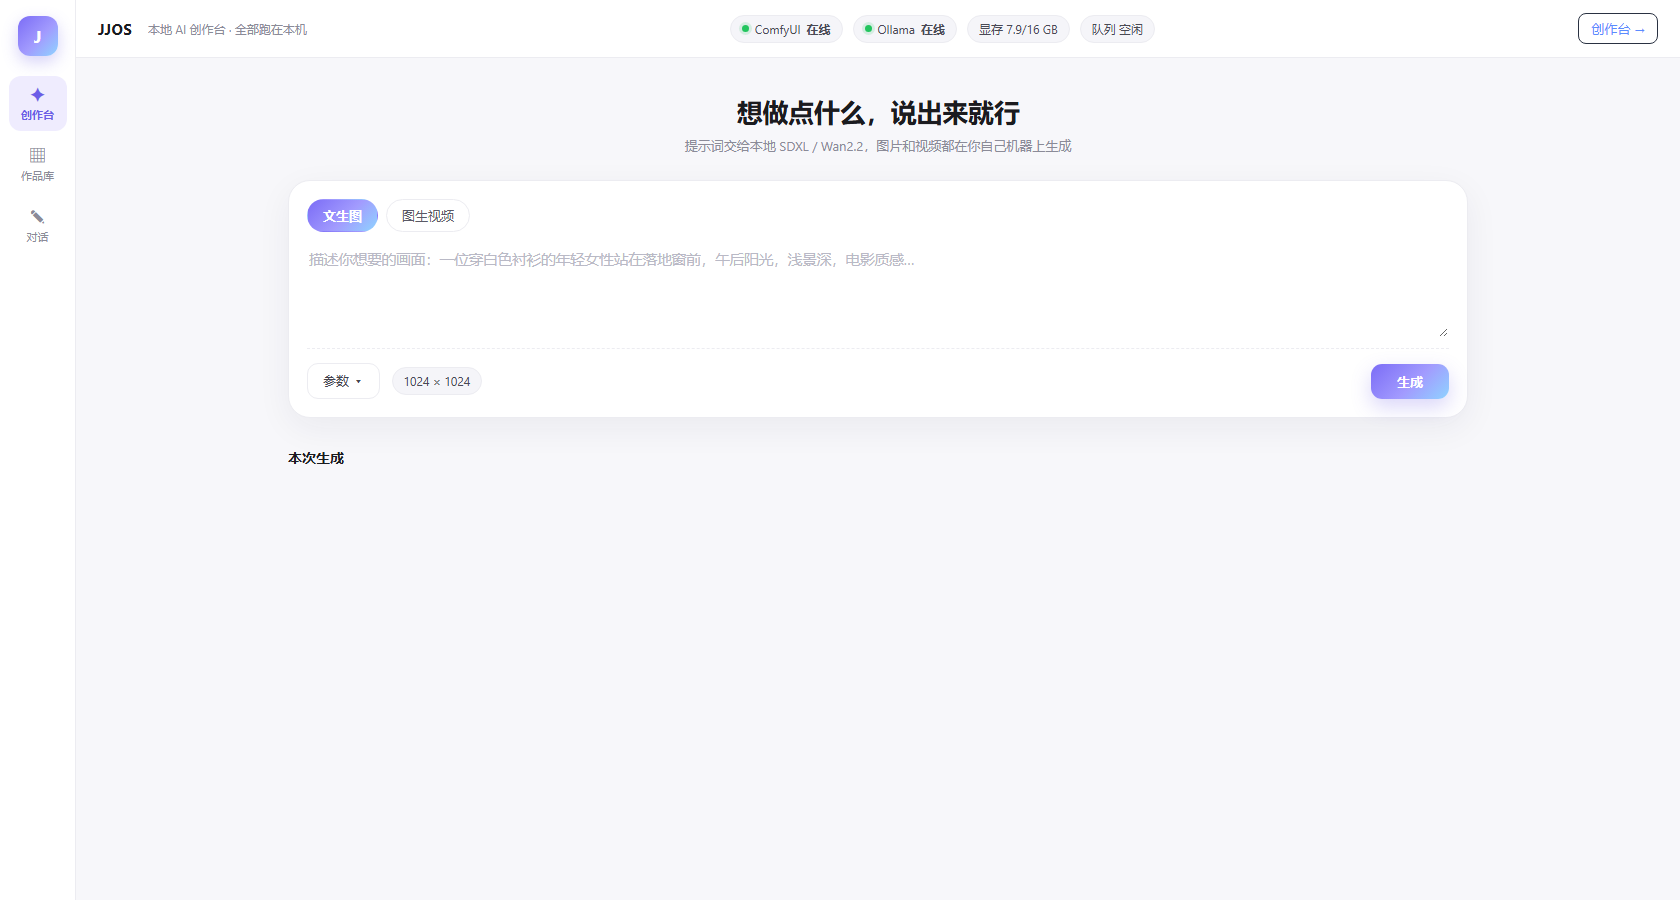 J
创作台
作品库
对话
JJOS 本地 AI 创作台 · 全部跑在本机
ComfyUI 在线
Ollama 在线
显存 7.9/16 GB
队列 空闲
创作台 →
想做点什么，说出来就行
提示词交给本地 SDXL / Wan2.2，图片和视频都在你自己机器上生成
文生图
图生视频
描述你想要的画面：一位穿白色衬衫的年轻女性站在落地窗前，午后阳光，浅景深，电影质感...
参数
1024 × 1024
生成
本次生成